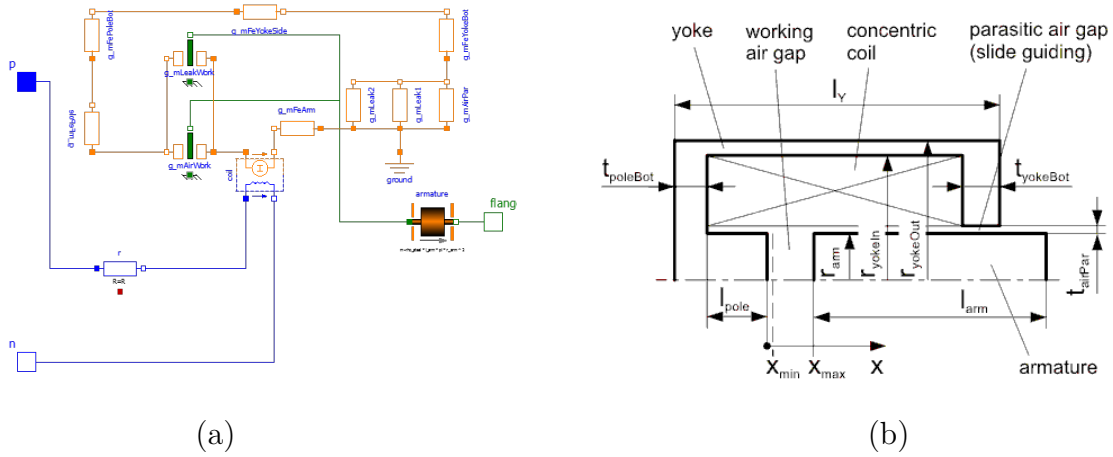 g_mFePoleBot
g_mFeYokeSide
g_mFeYokeBot
p
g_mLeakWork
g_mLeak2
g_mLeak1
g_mAirPar
g_mFeArm
g_mAirWork
coil
ground
armature
flang
r
R=R
n
(a)
yoke
working
air gap
concentric
coil
parasitic air gap
(slide guiding)
l_Y
t_poleBot
t_yokeBot
r_arm
r_yokeIn
r_yokeOut
t_airPar
l_pole
l_arm
x_min
x_max
x
armature
(b)